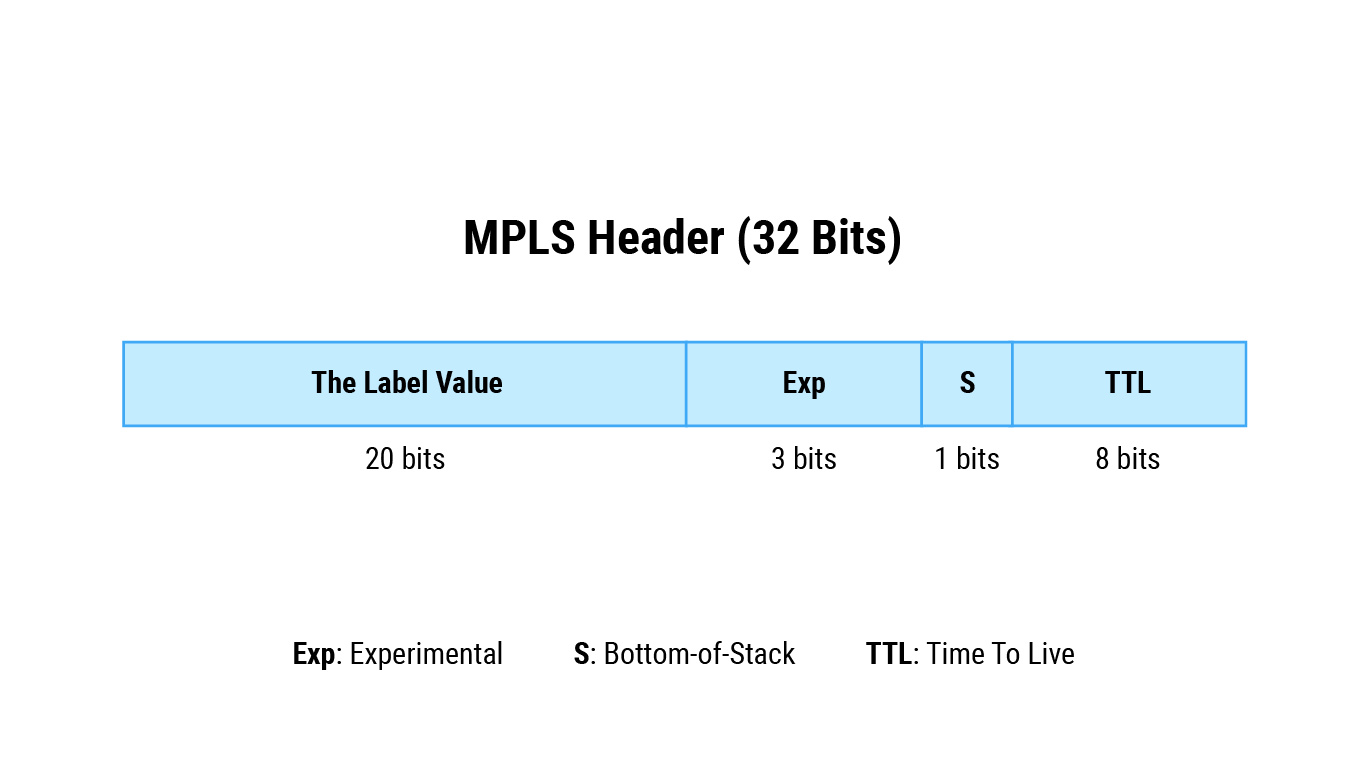 MPLS Header (32 Bits)
The Label Value Exp S TTL
20 bits 3 bits 1 bits 8 bits
Exp: Experimental S: Bottom-of-Stack TTL: Time To Live